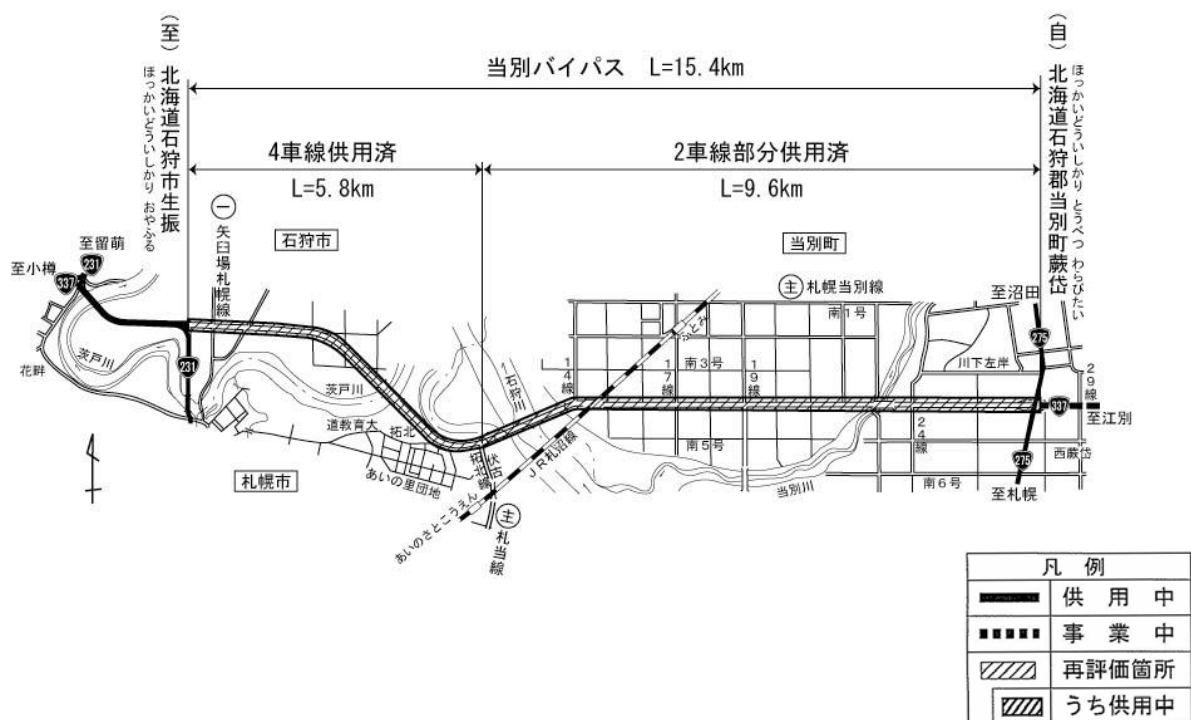 (至) 北海道石狩市生振
ほっかいどういしかり おやふる
(自) 北海道石狩郡当別町蕨岱
ほっかいどういしかり とうべつ わらびたい
当別バイパス L=15.4km
4車線供用済
L=5.8km
2車線部分供用済
L=9.6km
石狩市
当別町
札幌市
至留萌
231
至小樽
337
一 矢臼場札幌線
231
茨戸川
花畔
茨戸川
道教育大
拓北
あいの里団地
伏古拓北線
主 札当線
石狩川
JR札沼線
あいのさとこうえん
ふとみ
主 札幌当別線
南1号
南3号
南5号
南6号
14線
17線
19線
24線
29線
川下左岸
当別川
西蕨岱
至沼田
275
337
至江別
275
至札幌
凡例
供用中
事業中
再評価箇所
うち供用中